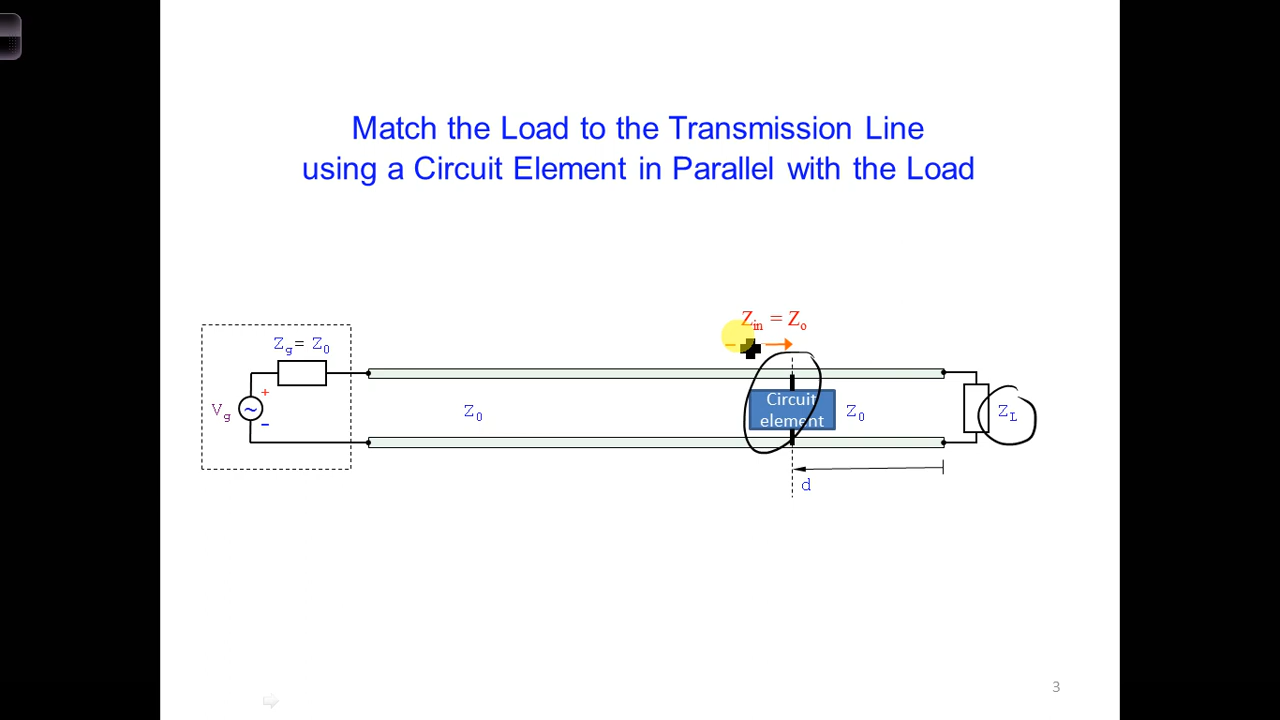 Match the Load to the Transmission Line
using a Circuit Element in Parallel with the Load
Zin = Zo
Zg= Z0
+
Vg
~
–
Z0
Circuit
element
Z0
ZL
d
3